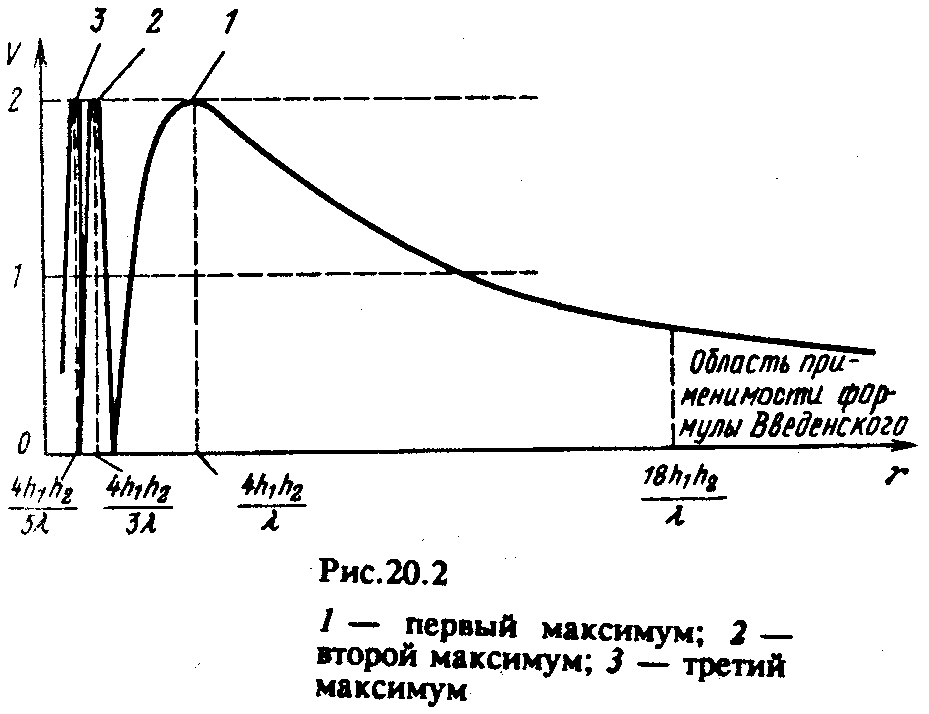 3 2 1
V
2
1
Область при-
менимости фор-
мулы Введенского
0
r
4h₁h₂/5λ 4h₁h₂/3λ 4h₁h₂/λ 18h₁h₂/λ
Рис.20.2
1 — первый максимум; 2 —
второй максимум; 3 — третий
максимум